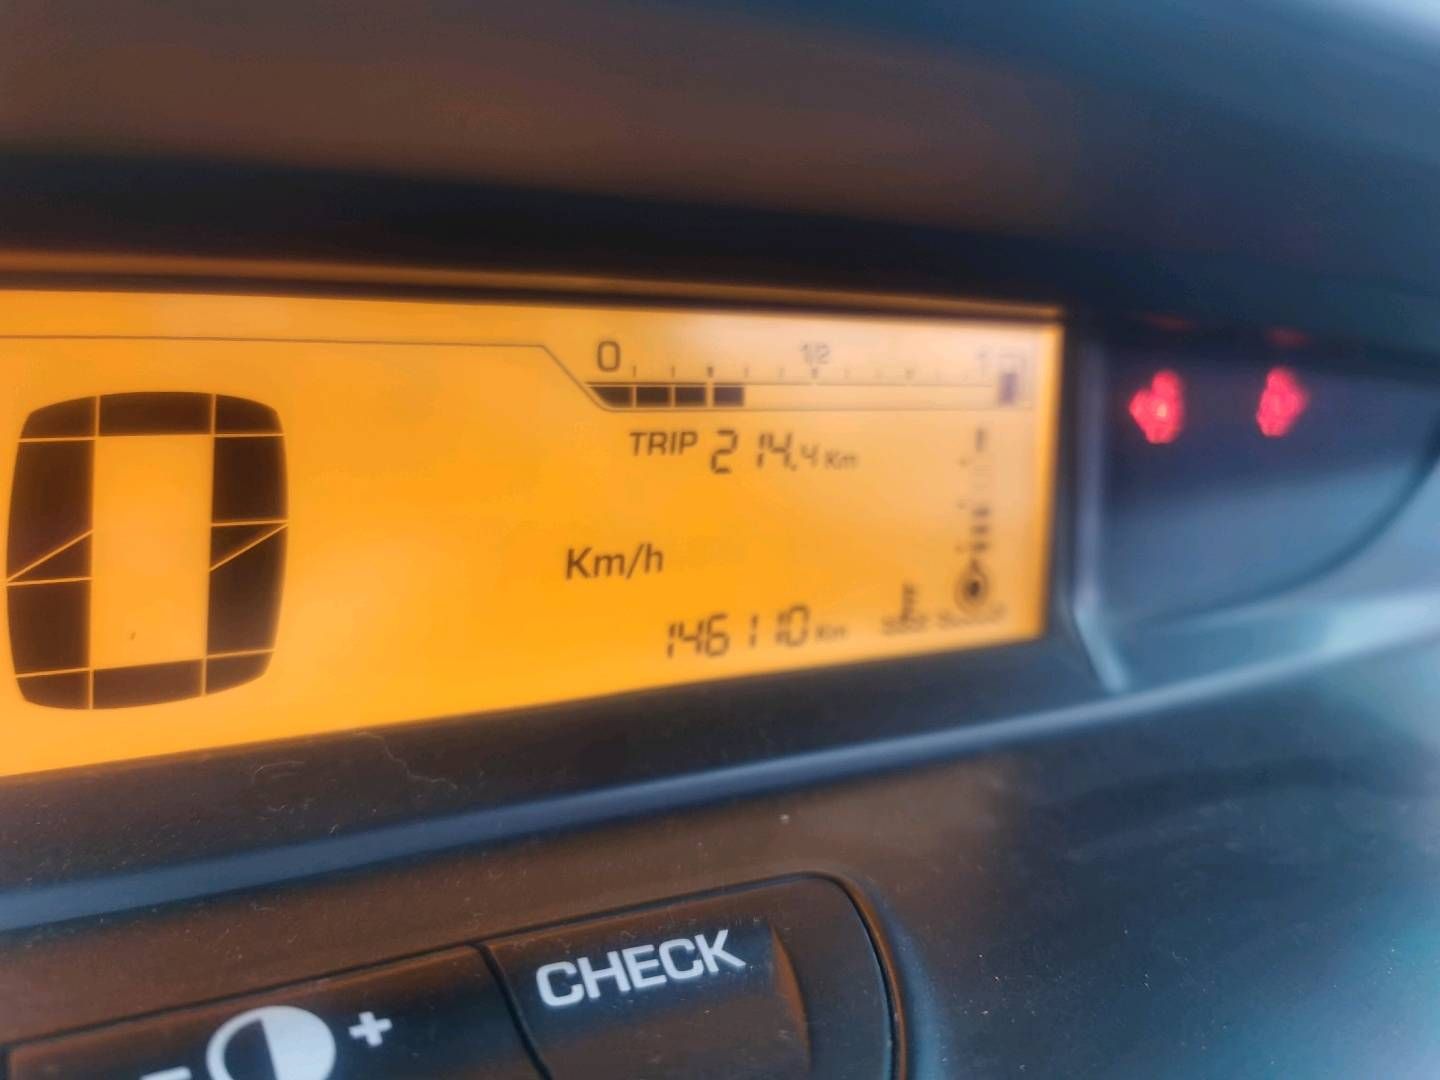 0 1/2 1
TRIP 214.4 Km
0
Km/h
146110 Km
CHECK
+